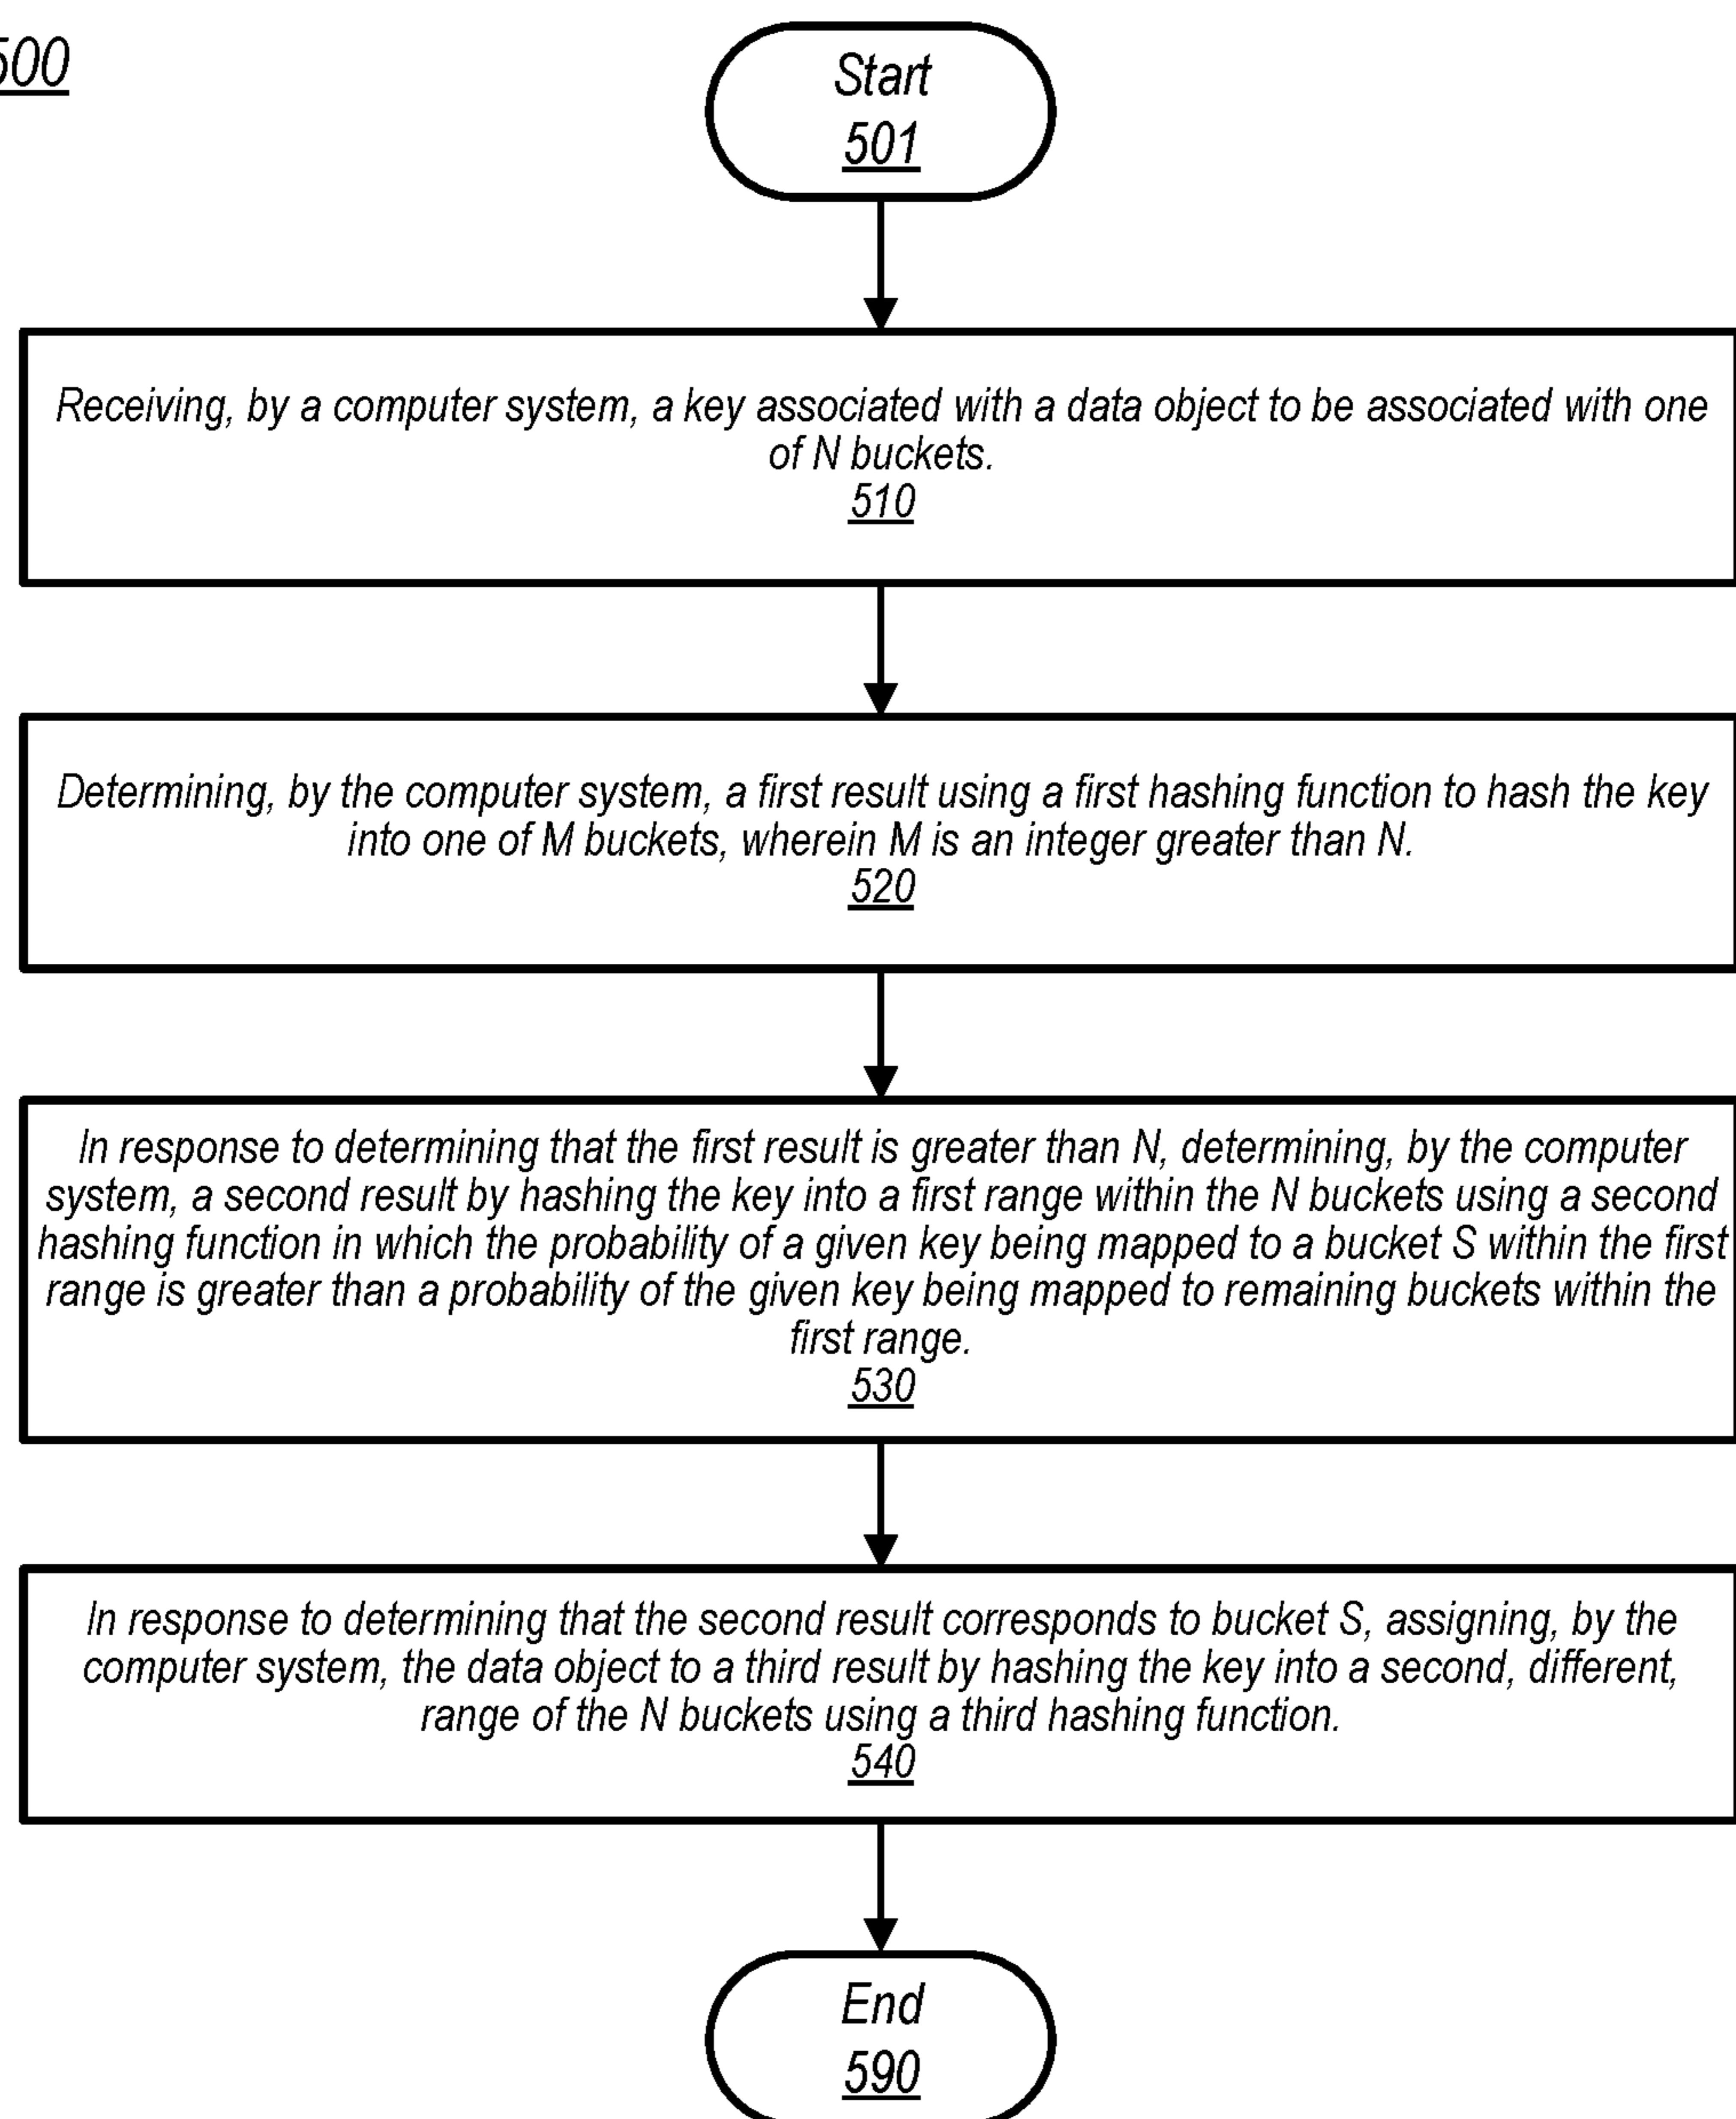 500
Start
501
Receiving, by a computer system, a key associated with a data object to be associated with one
of N buckets.
510
Determining, by the computer system, a first result using a first hashing function to hash the key
into one of M buckets, wherein M is an integer greater than N.
520
In response to determining that the first result is greater than N, determining, by the computer
system, a second result by hashing the key into a first range within the N buckets using a second
hashing function in which the probability of a given key being mapped to a bucket S within the first
range is greater than a probability of the given key being mapped to remaining buckets within the
first range.
530
In response to determining that the second result corresponds to bucket S, assigning, by the
computer system, the data object to a third result by hashing the key into a second, different,
range of the N buckets using a third hashing function.
540
End
590